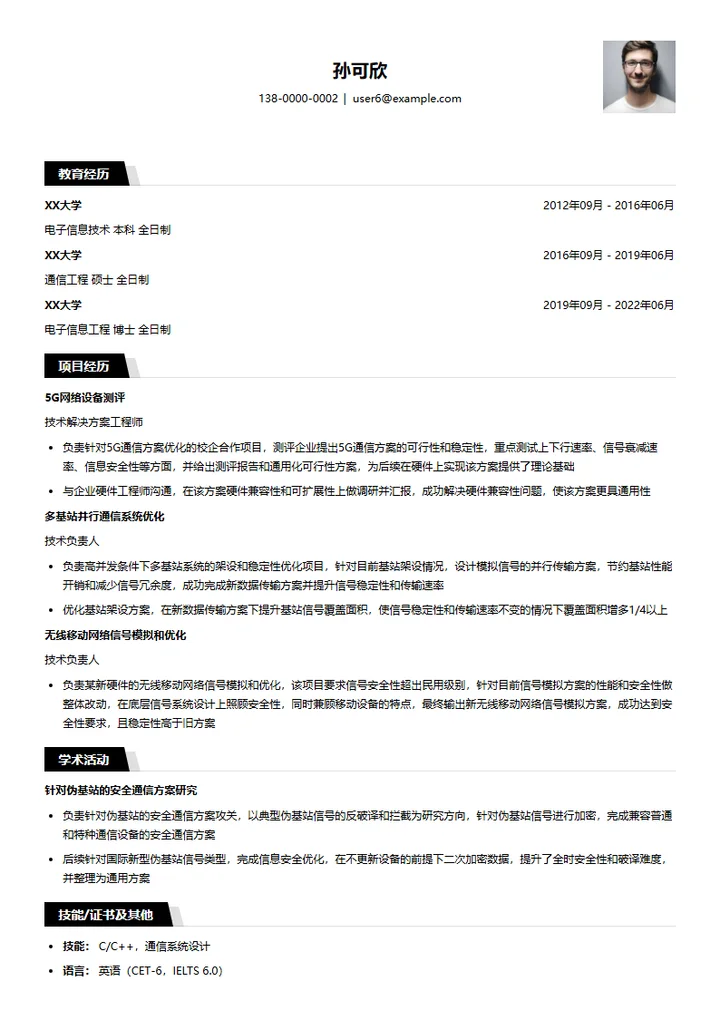 孙可欣
138-0000-0002 | user6@example.com
教育经历
XX大学 2012年09月 - 2016年06月
电子信息技术 本科 全日制
XX大学 2016年09月 - 2019年06月
通信工程 硕士 全日制
XX大学 2019年09月 - 2022年06月
电子信息工程 博士 全日制
项目经历
5G网络设备测评
技术解决方案工程师
• 负责针对5G通信方案优化的校企合作项目，测评企业提出5G通信方案的可行性和稳定性，重点测试上下行速率、信号衰减速
率、信息安全性等方面，并给出测评报告和通用化可行性方案，为后续在硬件上实现该方案提供了理论基础
• 与企业硬件工程师沟通，在该方案硬件兼容性和可扩展性上做调研并汇报，成功解决硬件兼容性问题，使该方案更具通用性
多基站并行通信系统优化
技术负责人
• 负责高并发条件下多基站系统的架设和稳定性优化项目，针对目前基站架设情况，设计模拟信号的并行传输方案，节约基站性能
开销和减少信号冗余度，成功完成新数据传输方案并提升信号稳定性和传输速率
• 优化基站架设方案，在新数据传输方案下提升基站信号覆盖面积，使信号稳定性和传输速率不变的情况下覆盖面积增多1/4以上
无线移动网络信号模拟和优化
技术负责人
• 负责某新硬件的无线移动网络信号模拟和优化，该项目要求信号安全性超出民用级别，针对目前信号模拟方案的性能和安全性做
整体改动，在底层信号系统设计上照顾安全性，同时兼顾移动设备的特点，最终输出新无线移动网络信号模拟方案，成功达到安
全性要求，且稳定性高于旧方案
学术活动
针对伪基站的安全通信方案研究
• 负责针对伪基站的安全通信方案攻关，以典型伪基站信号的反破译和拦截为研究方向，针对伪基站信号进行加密，完成兼容普通
和特种通信设备的安全通信方案
• 后续针对国际新型伪基站信号类型，完成信息安全优化，在不更新设备的前提下二次加密数据，提升了全时安全性和破译难度，
并整理为通用方案
技能/证书及其他
• 技能： C/C++，通信系统设计
• 语言： 英语（CET-6，IELTS 6.0）